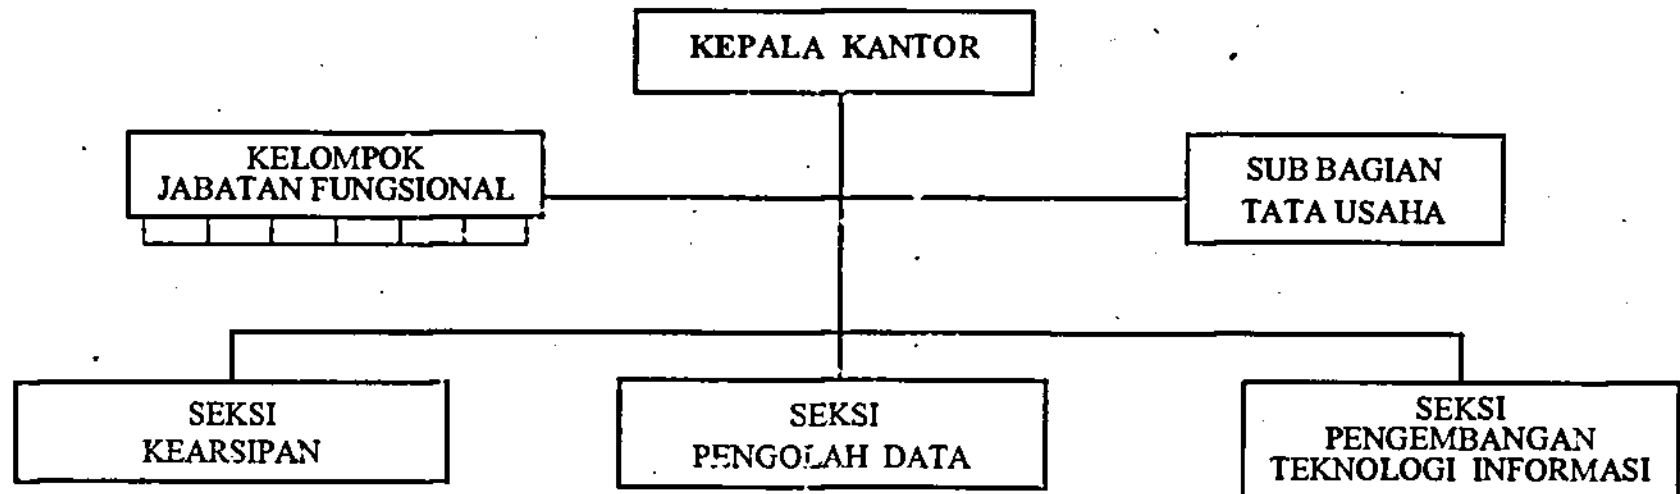 KEPALA KANTOR
KELOMPOK
JABATAN FUNGSIONAL
SUB BAGIAN
TATA USAHA
SEKSI
KEARSIPAN
SEKSI
PENGOLAH DATA
SEKSI
PENGEMBANGAN
TEKNOLOGI INFORMASI